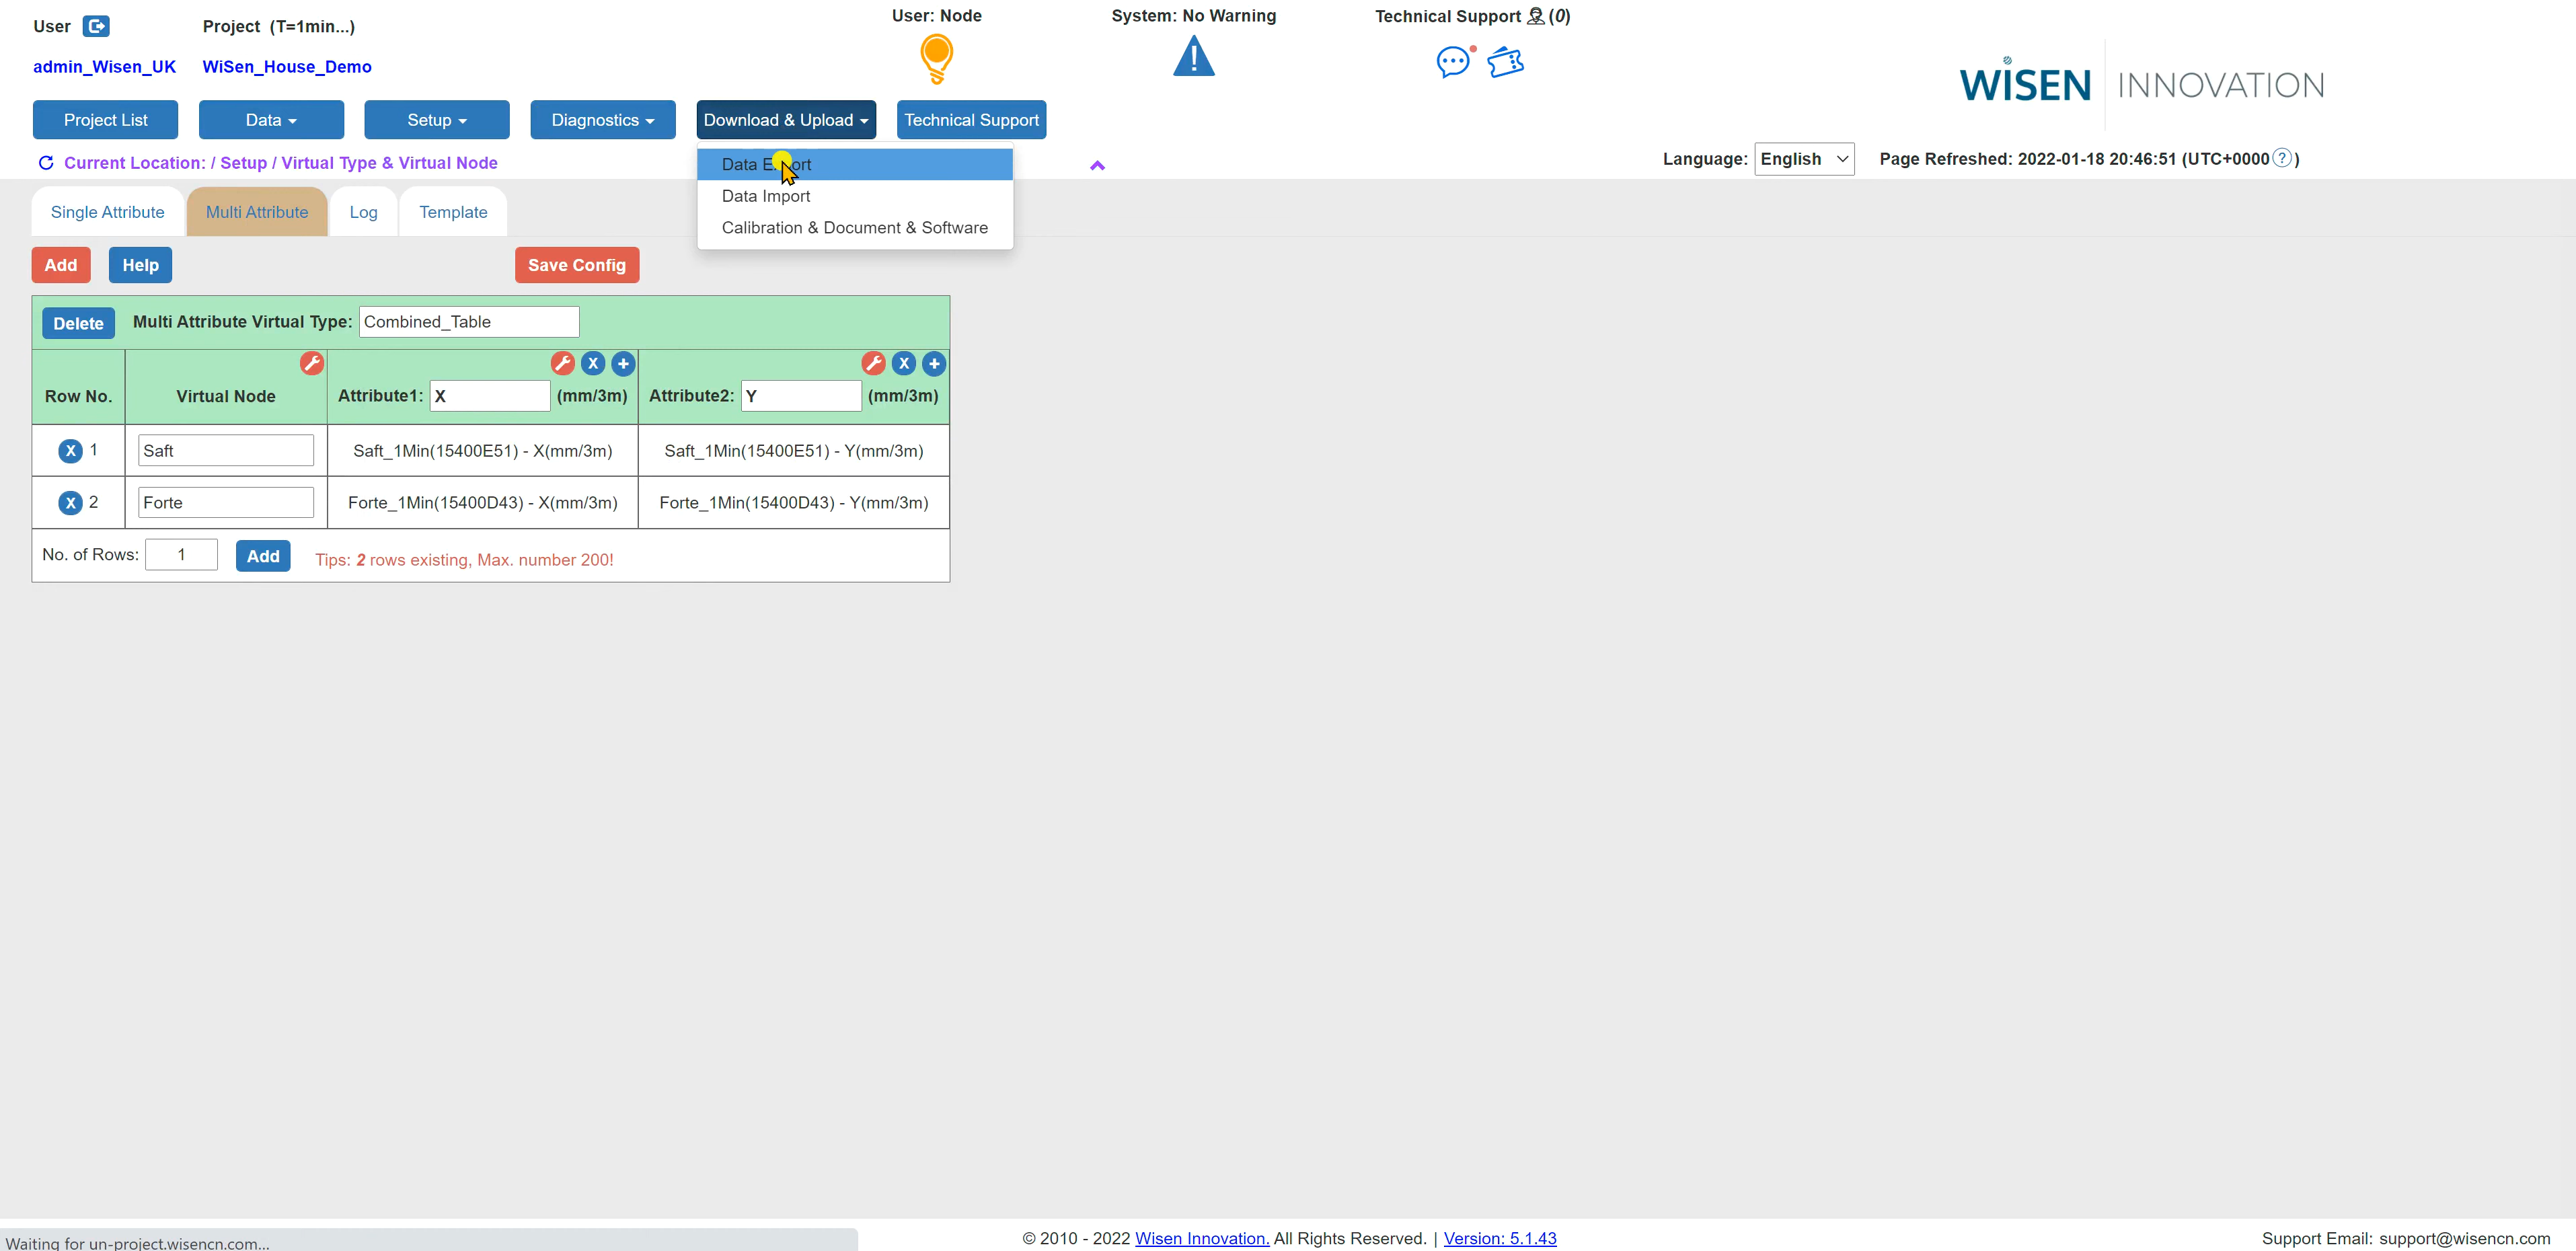 User
Project (T=1min...)
User: Node
System: No Warning
Technical Support (0)
admin_Wisen_UK
WiSen_House_Demo
WiSEN INNOVATION
Project List
Data
Setup
Diagnostics
Download & Upload
Technical Support
Current Location: / Setup / Virtual Type & Virtual Node
Language: English
Page Refreshed: 2022-01-18 20:46:51 (UTC+0000 ?)
Data Export
Data Import
Calibration & Document & Software
Single Attribute
Multi Attribute
Log
Template
Add
Help
Save Config
Delete
Multi Attribute Virtual Type: Combined_Table
Row No.
Virtual Node
X +
Attribute1: X (mm/3m)
X +
Attribute2: Y (mm/3m)
X 1 Saft Saft_1Min(15400E51) - X(mm/3m) Saft_1Min(15400E51) - Y(mm/3m)
X 2 Forte Forte_1Min(15400D43) - X(mm/3m) Forte_1Min(15400D43) - Y(mm/3m)
No. of Rows: 1 Add Tips: 2 rows existing, Max. number 200!
Waiting for un-project.wisencn.com...
© 2010 - 2022 Wisen Innovation. All Rights Reserved. | Version: 5.1.43
Support Email: support@wisencn.com